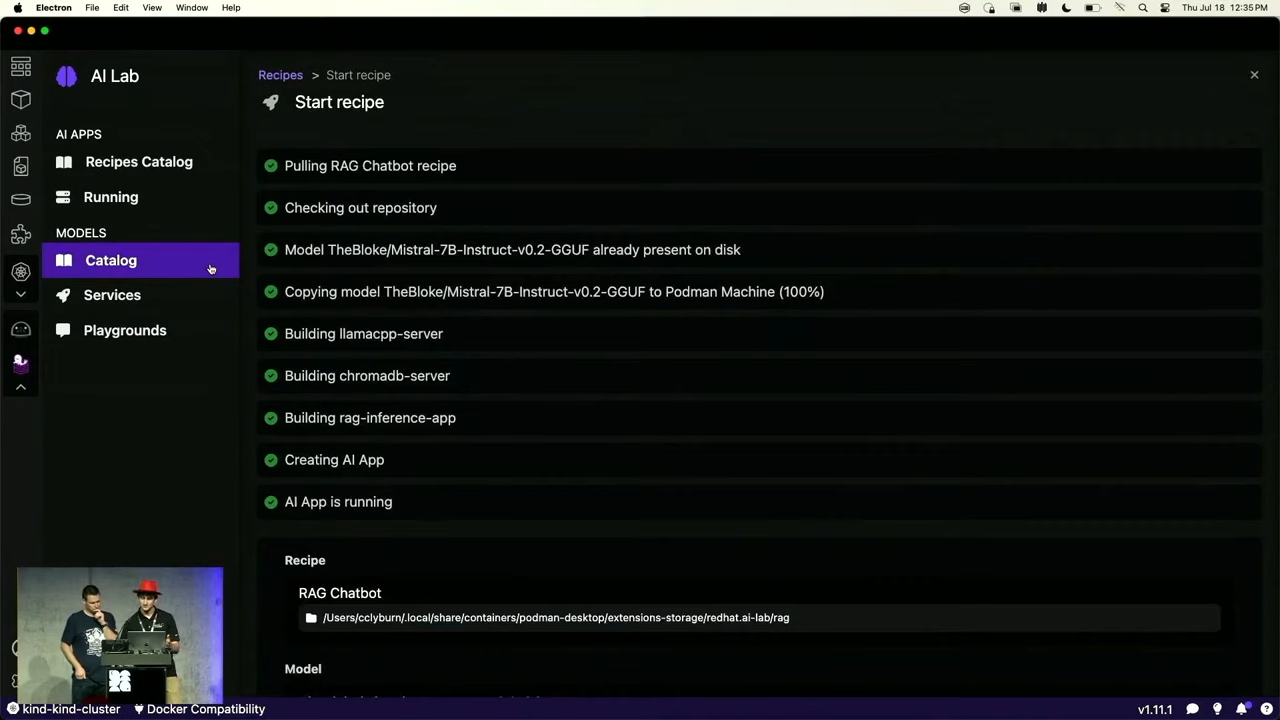 Electron File Edit View Window Help Thu Jul 18 12:35 PM
AI Lab
AI APPS
Recipes Catalog
Running
MODELS
Catalog
Services
Playgrounds
Recipes > Start recipe
Start recipe
Pulling RAG Chatbot recipe
Checking out repository
Model TheBloke/Mistral-7B-Instruct-v0.2-GGUF already present on disk
Copying model TheBloke/Mistral-7B-Instruct-v0.2-GGUF to Podman Machine (100%)
Building llamacpp-server
Building chromadb-server
Building rag-inference-app
Creating AI App
AI App is running
Recipe
RAG Chatbot
/Users/cclyburn/.local/share/containers/podman-desktop/extensions-storage/redhat.ai-lab/rag
Model
kind-kind-cluster Docker Compatibility v1.11.1